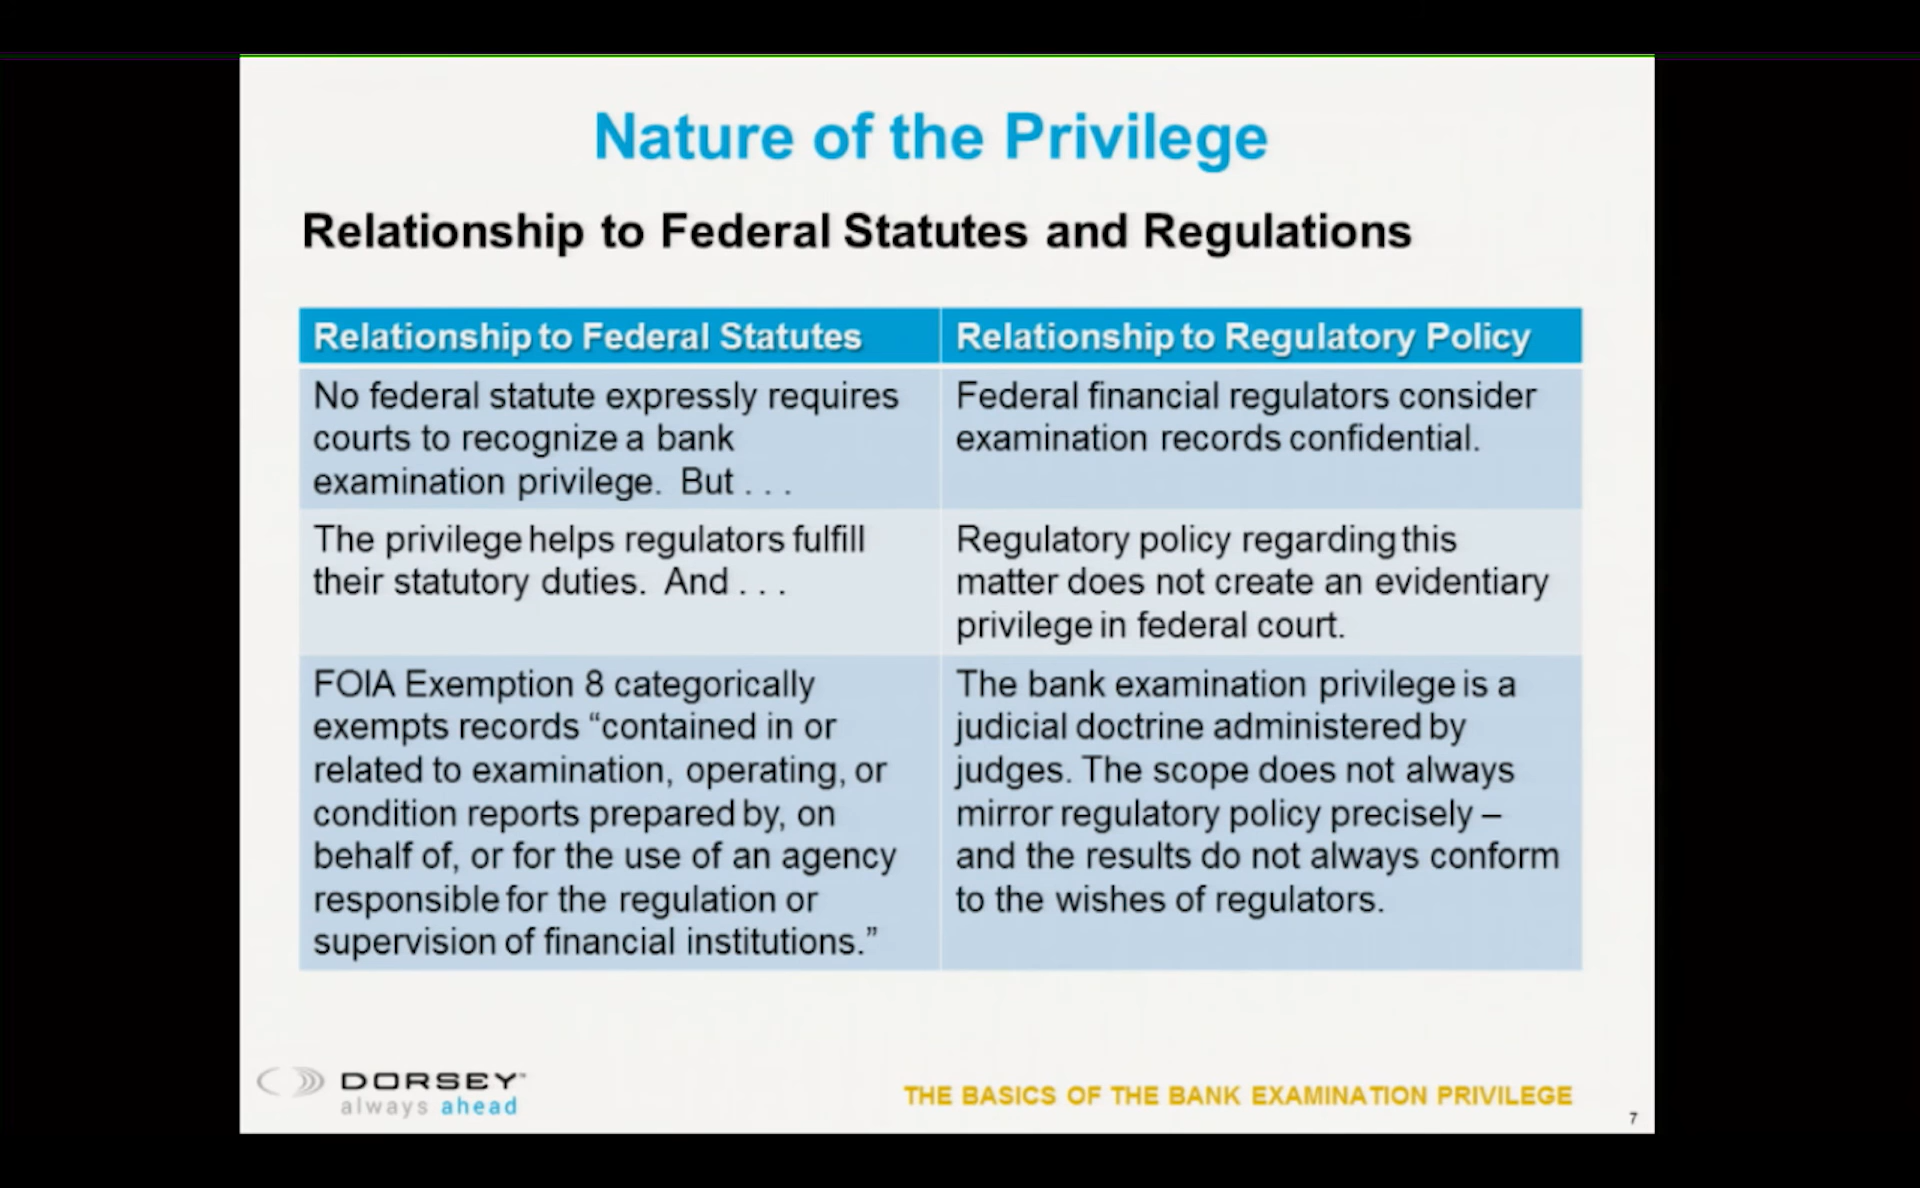 Nature of the Privilege
Relationship to Federal Statutes and Regulations
Relationship to Federal Statutes
No federal statute expressly requires
courts to recognize a bank
examination privilege. But . . .
The privilege helps regulators fulfill
their statutory duties. And . . .
FOIA Exemption 8 categorically
exempts records “contained in or
related to examination, operating, or
condition reports prepared by, on
behalf of, or for the use of an agency
responsible for the regulation or
supervision of financial institutions.”
Relationship to Regulatory Policy
Federal financial regulators consider
examination records confidential.
Regulatory policy regarding this
matter does not create an evidentiary
privilege in federal court.
The bank examination privilege is a
judicial doctrine administered by
judges. The scope does not always
mirror regulatory policy precisely –
and the results do not always conform
to the wishes of regulators.
DORSEY™
always ahead
THE BASICS OF THE BANK EXAMINATION PRIVILEGE
7